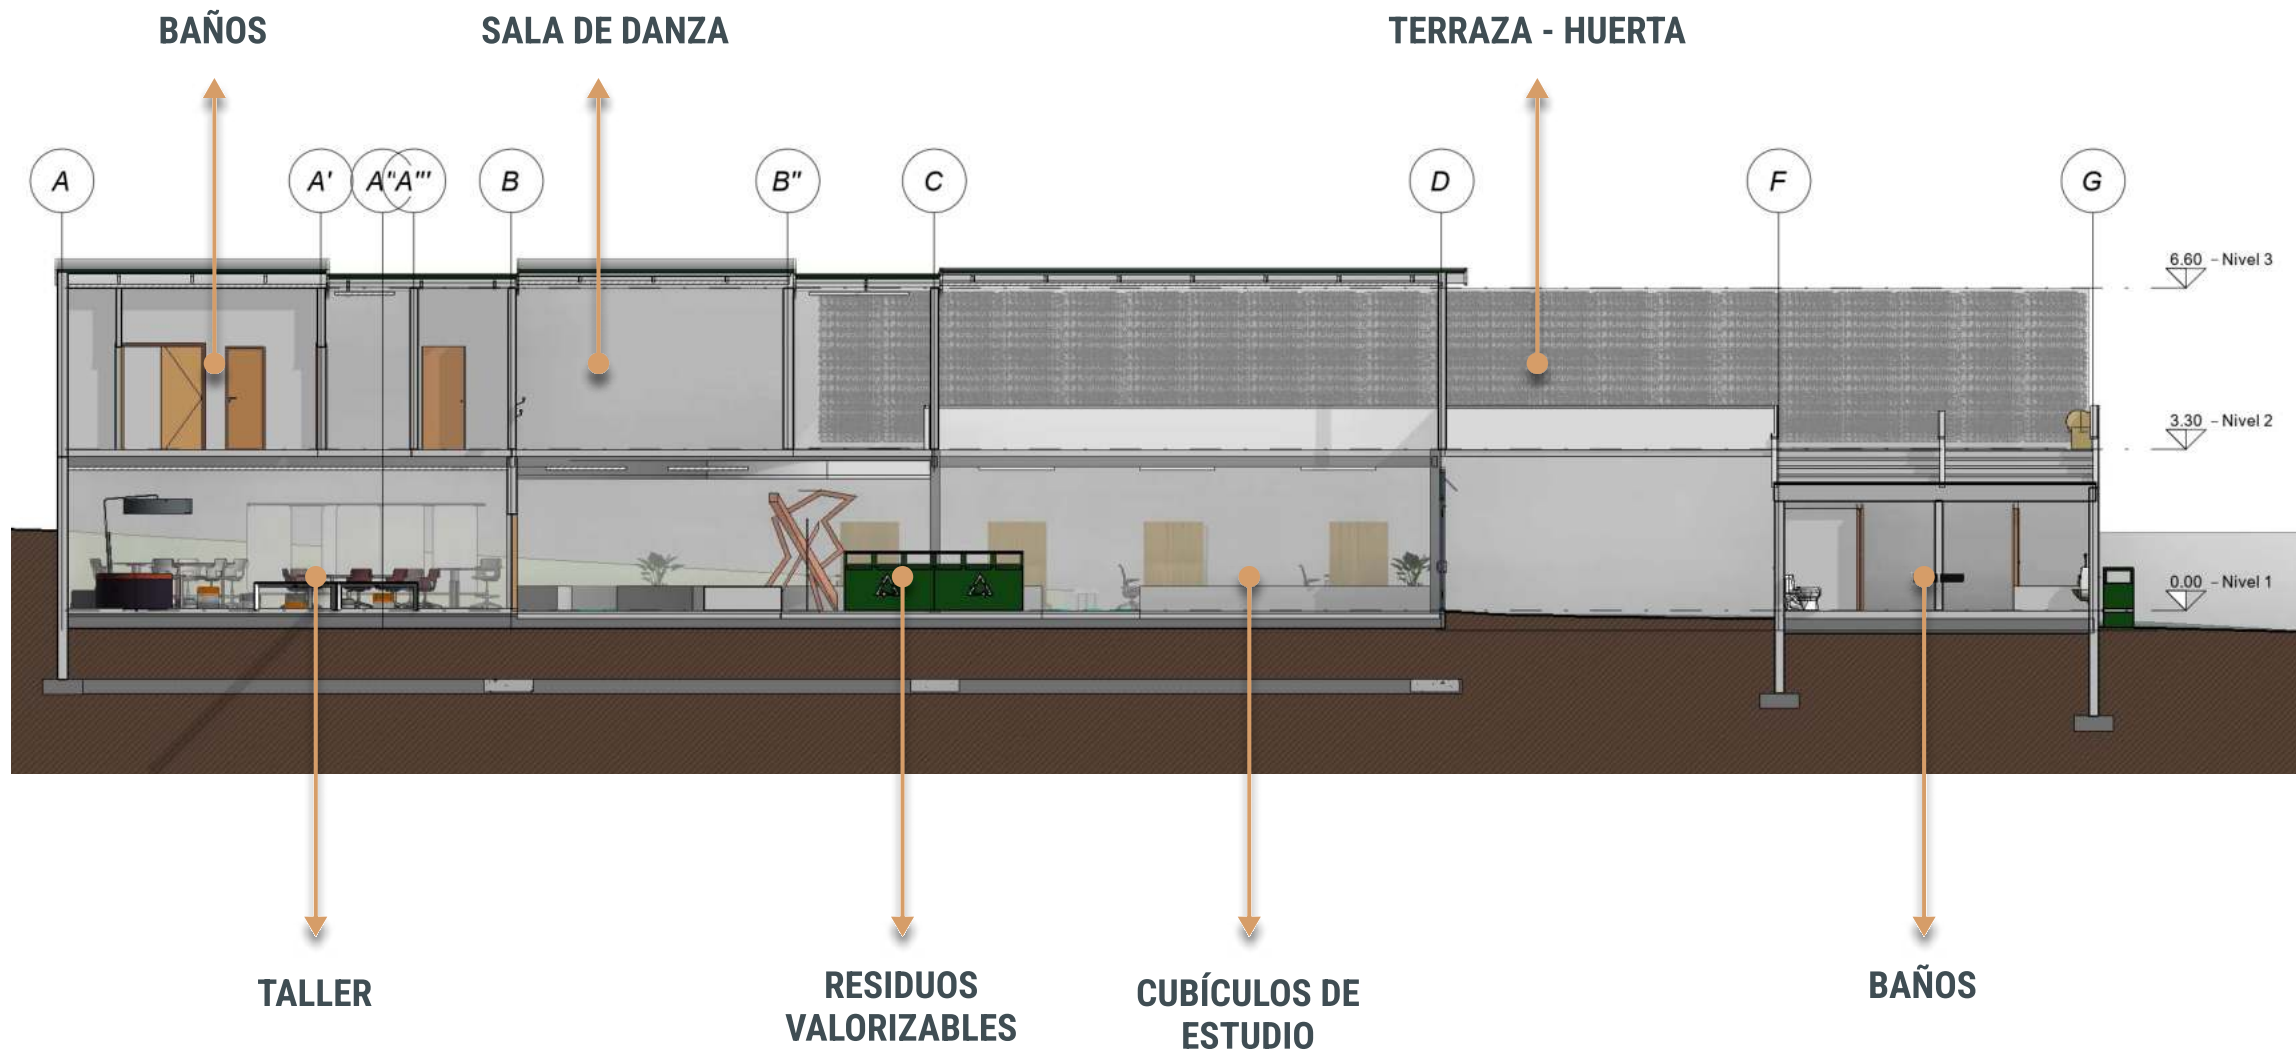 BAÑOS
SALA DE DANZA
TERRAZA - HUERTA
A
A'
A''
A'''
B
B''
C
D
F
G
6.60 - Nivel 3
3.30 - Nivel 2
0.00 - Nivel 1
TALLER
RESIDUOS
VALORIZABLES
CUBÍCULOS DE
ESTUDIO
BAÑOS